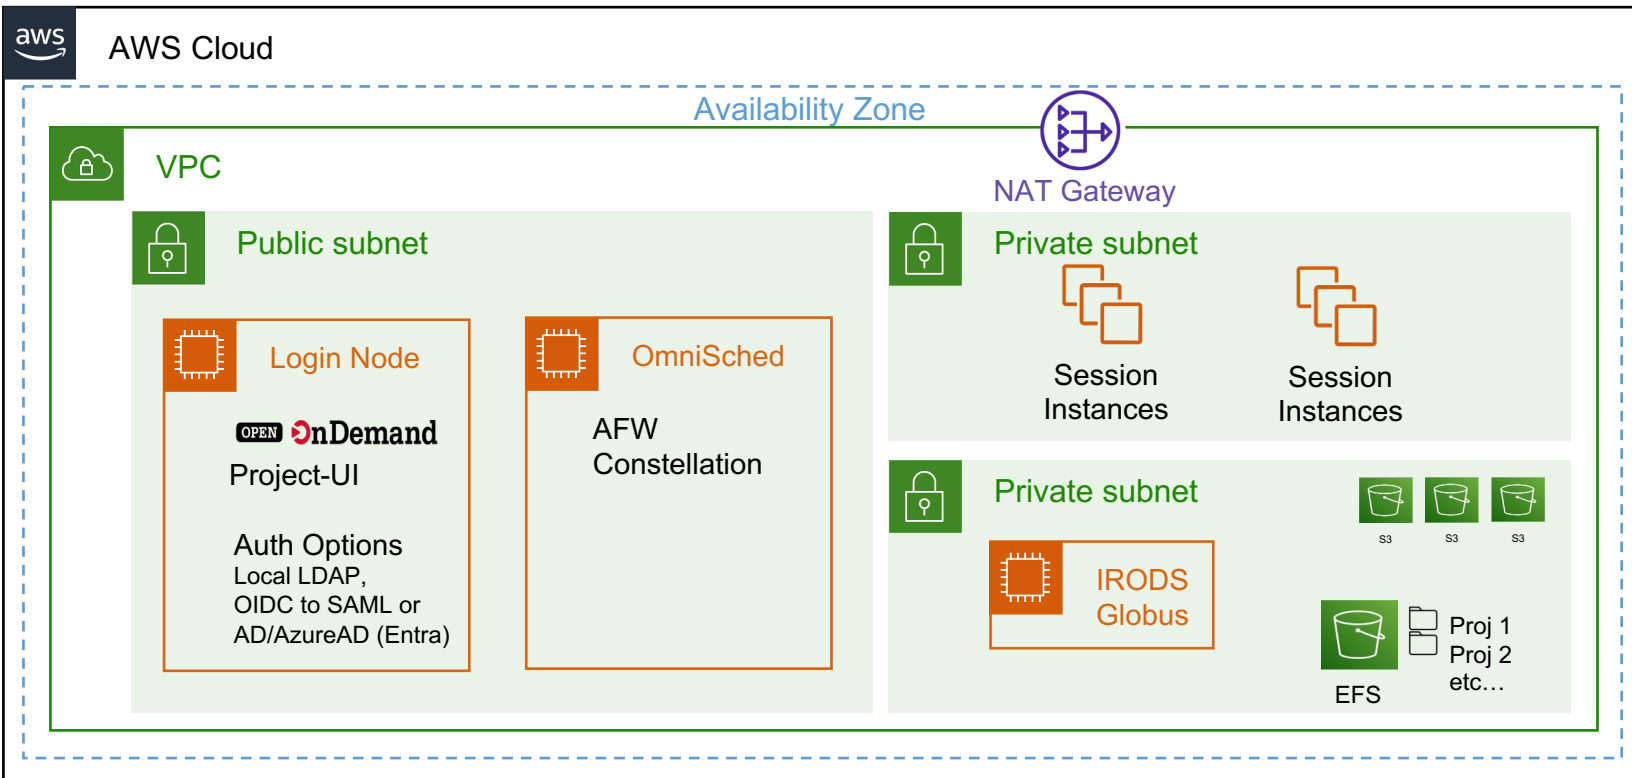 aws
AWS Cloud
Availability Zone
VPC
NAT Gateway
Public subnet
Login Node
OPEN OnDemand
Project-UI
Auth Options
Local LDAP,
OIDC to SAML or
AD/AzureAD (Entra)
OmniSched
AFW
Constellation
Private subnet
Session
Instances
Session
Instances
Private subnet
IRODS
Globus
S3
S3
S3
EFS
Proj 1
Proj 2
etc...